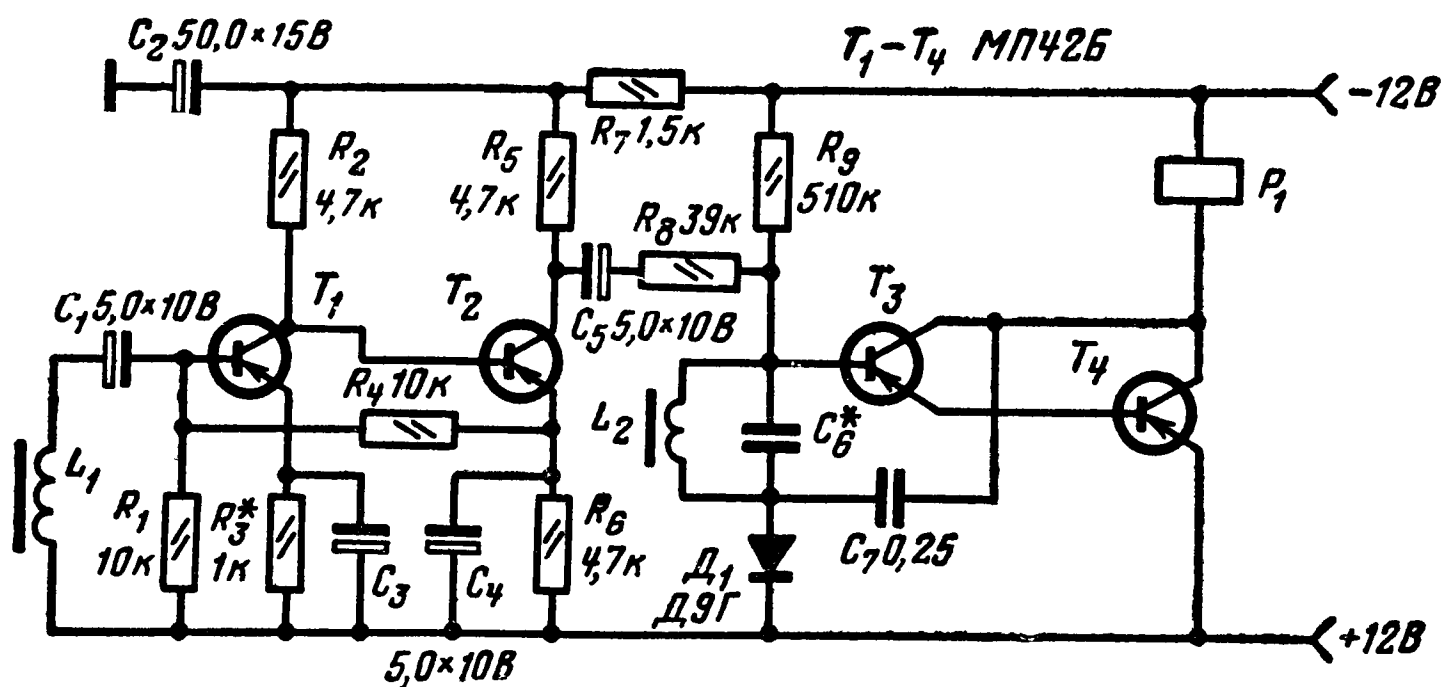 C₂ 50,0×15В
T₁–T₄ МП42Б
–12В
R₂
4,7к
R₅
4,7к
R₇ 1,5к
R₉
510к
P₁
R₈ 39к
C₁ 5,0×10В
T₁
T₂
C₅ 5,0×10В
T₃
T₄
R₄ 10к
L₁
L₂
C₆*
R₁
10к
R₃*
1к
C₃
C₄
R₆
4,7к
C₇ 0,25
Д₁
Д9Г
+12В
5,0×10В